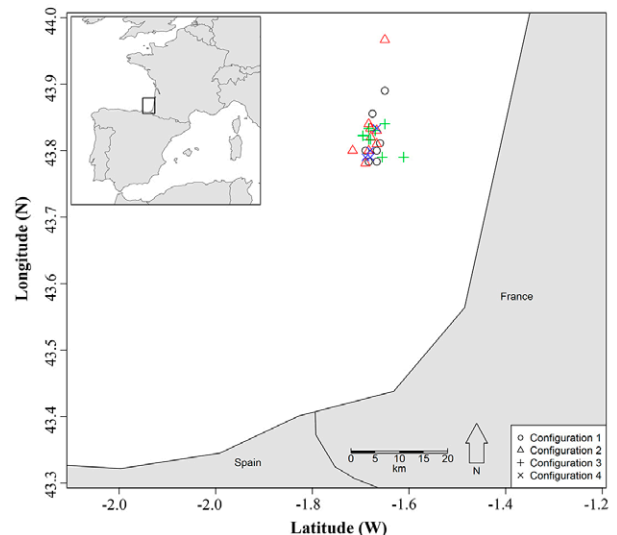 44.0
43.9
43.8
43.7
43.6
43.5
43.4
43.3
Longitude (N)
France
Spain
0 5 10 15 20
km
N
Configuration 1
Configuration 2
Configuration 3
Configuration 4
-2.0 -2.0 -1.8 -1.6 -1.4 -1.2
Latitude (W)